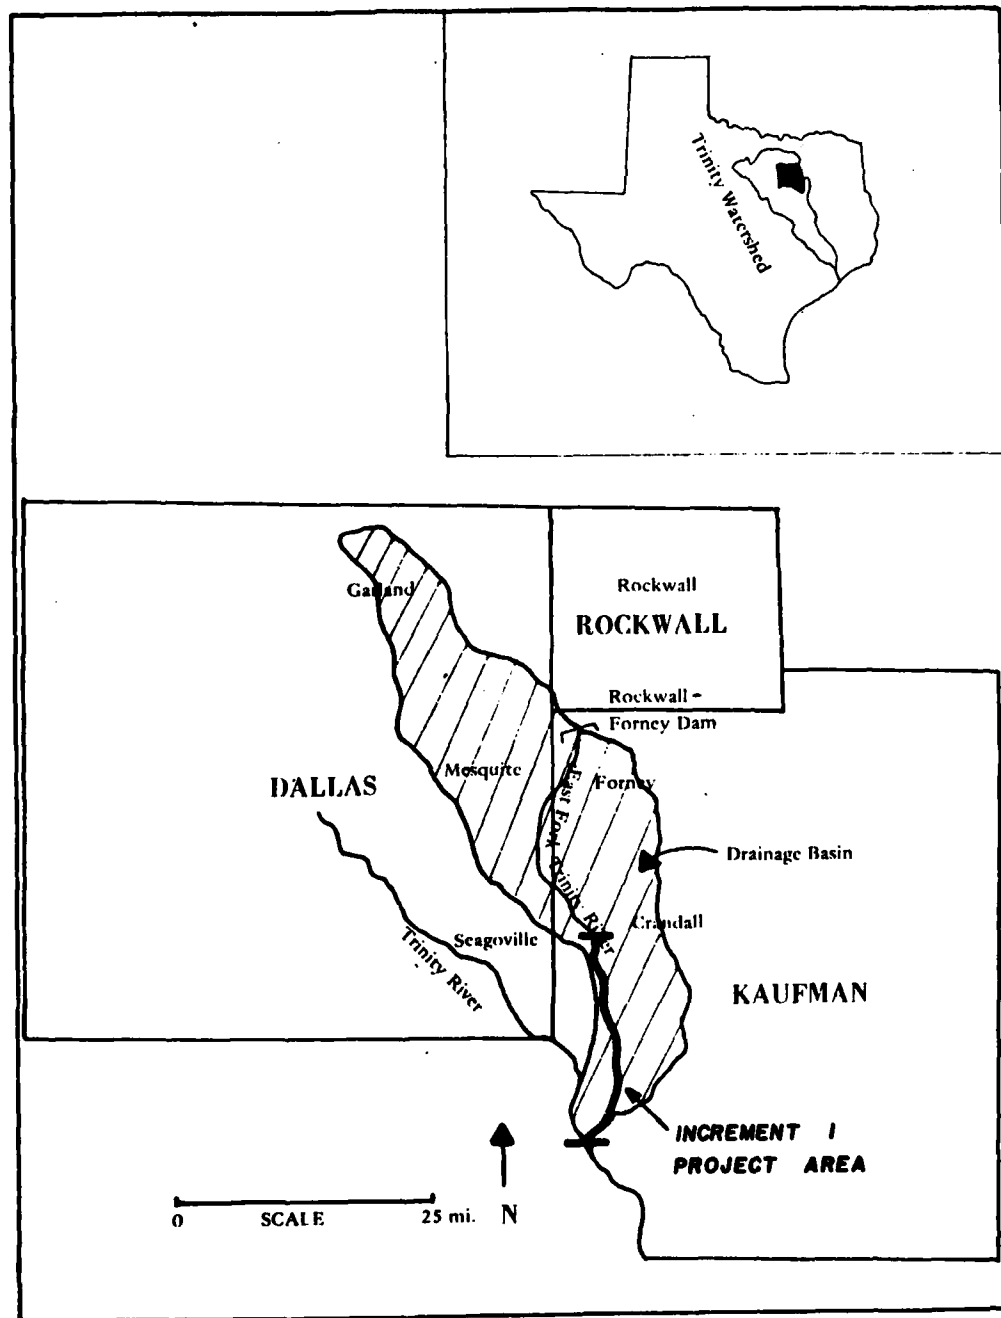 Trinity Watershed
Garland
Rockwall
ROCKWALL
Rockwall -
Forney Dam
Mesquite
Forney
DALLAS
East Fork Trinity River
Drainage Basin
Crandall
Seagoville
Trinity River
KAUFMAN
INCREMENT I
PROJECT AREA
0 SCALE 25 mi. N